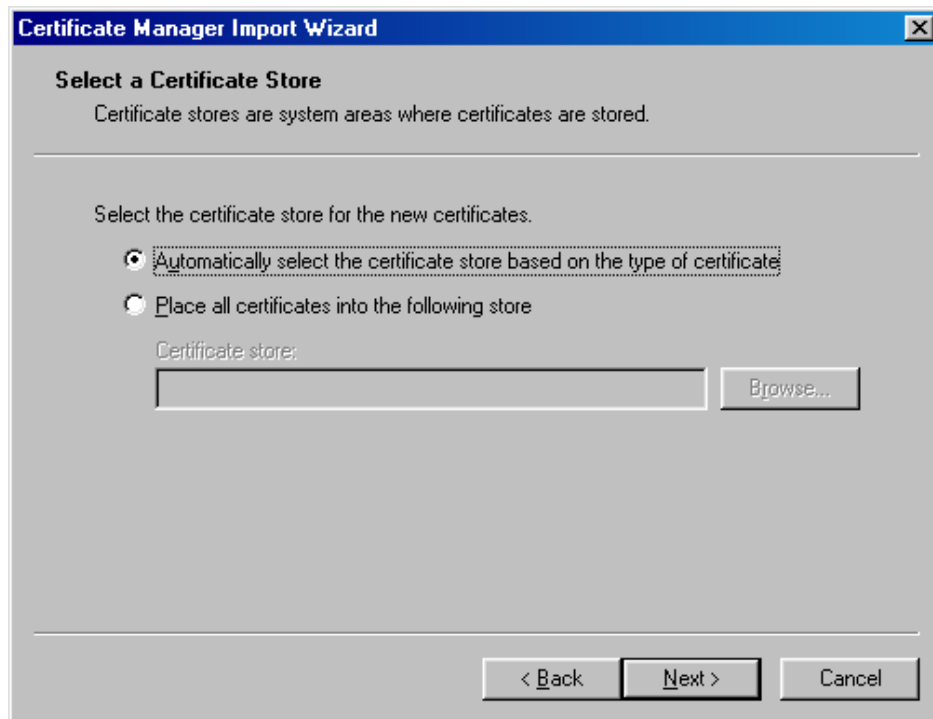 Certificate Manager Import Wizard
Select a Certificate Store
Certificate stores are system areas where certificates are stored.
Select the certificate store for the new certificates.
Automatically select the certificate store based on the type of certificate
Place all certificates into the following store
Certificate store:
Browse...
< Back Next > Cancel